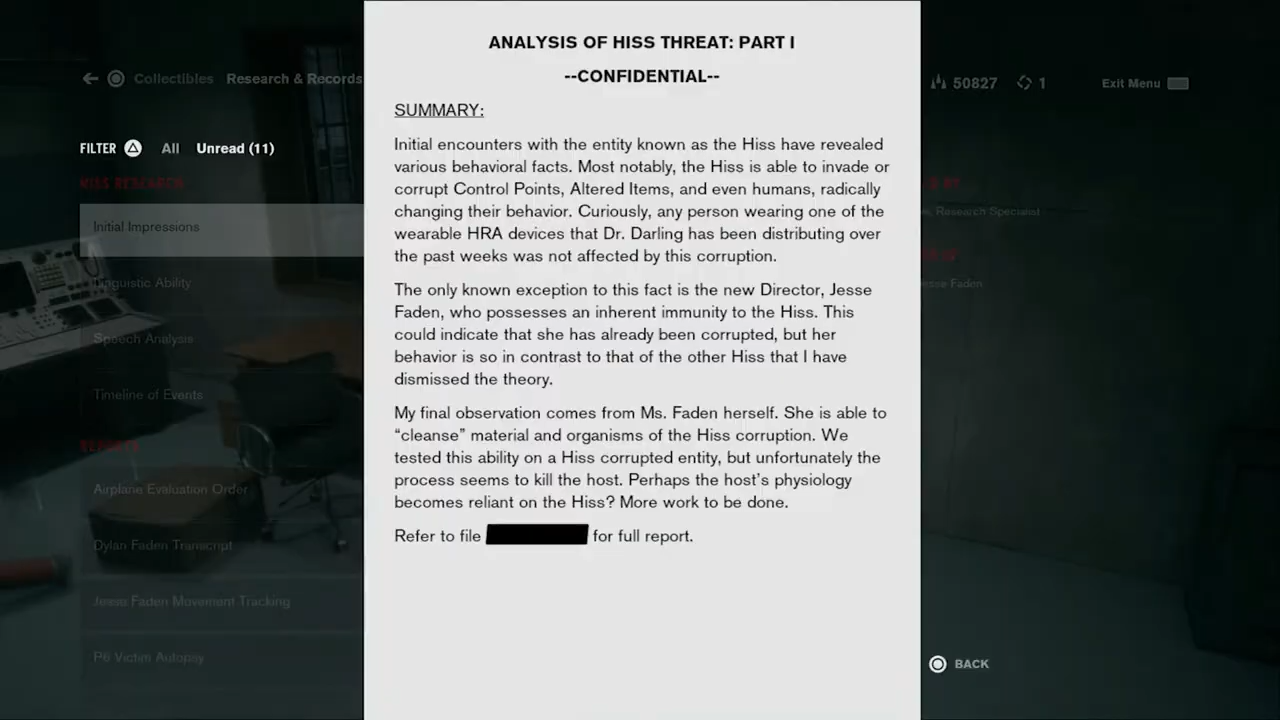 ANALYSIS OF HISS THREAT: PART I
--CONFIDENTIAL--
Collectibles Research & Records
50827 1 Exit Menu
SUMMARY:
Initial encounters with the entity known as the Hiss have revealed
various behavioral facts. Most notably, the Hiss is able to invade or
corrupt Control Points, Altered Items, and even humans, radically
changing their behavior. Curiously, any person wearing one of the
wearable HRA devices that Dr. Darling has been distributing over
the past weeks was not affected by this corruption.
The only known exception to this fact is the new Director, Jesse
Faden, who possesses an inherent immunity to the Hiss. This
could indicate that she has already been corrupted, but her
behavior is so in contrast to that of the other Hiss that I have
dismissed the theory.
My final observation comes from Ms. Faden herself. She is able to
“cleanse” material and organisms of the Hiss corruption. We
tested this ability on a Hiss corrupted entity, but unfortunately the
process seems to kill the host. Perhaps the host’s physiology
becomes reliant on the Hiss? More work to be done.
Refer to file for full report.
FILTER All Unread (11)
HISS RESEARCH
Initial Impressions
Linguistic Ability
Speech Analysis
Timeline of Events
REPORTS
Airplane Evaluation Order
Dylan Faden Transcript
Jesse Faden Movement Tracking
P6 Victim Autopsy
Research Specialist
Faden
BACK